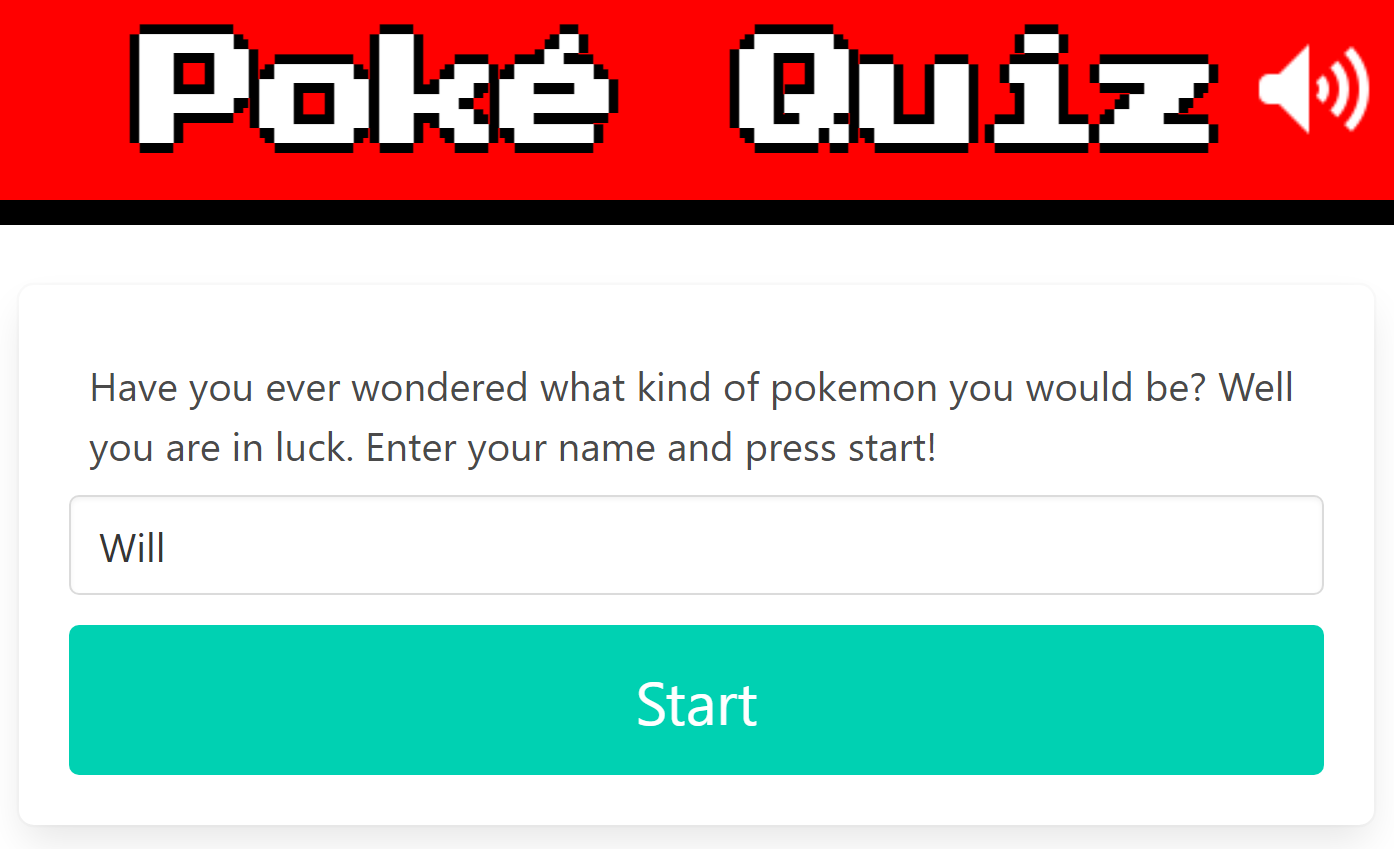 Poké Quiz
Have you ever wondered what kind of pokemon you would be? Well
you are in luck. Enter your name and press start!
Will
Start